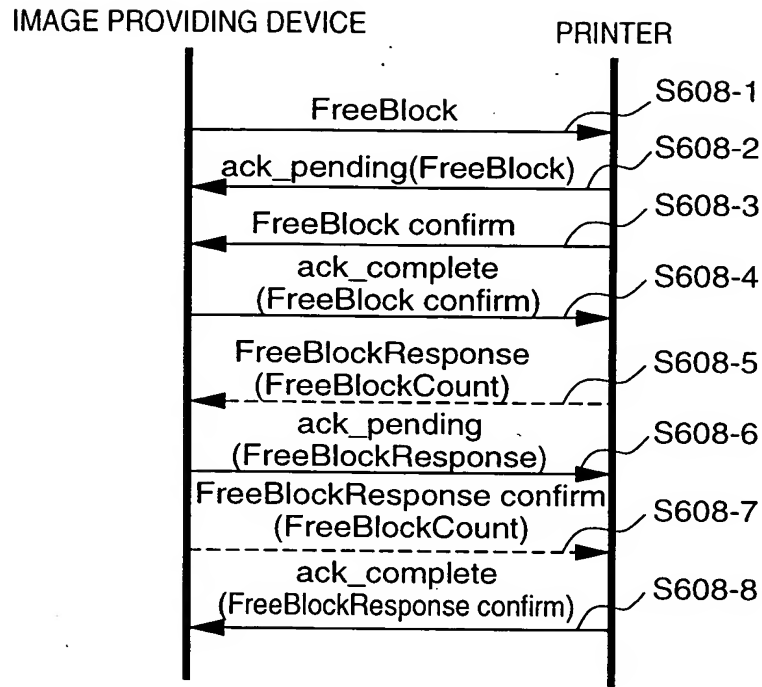 IMAGE PROVIDING DEVICE
PRINTER
FreeBlock
S608-1
ack_pending(FreeBlock)
S608-2
FreeBlock confirm
S608-3
ack_complete
(FreeBlock confirm)
S608-4
FreeBlockResponse
(FreeBlockCount)
S608-5
ack_pending
(FreeBlockResponse)
S608-6
FreeBlockResponse confirm
(FreeBlockCount)
S608-7
ack_complete
(FreeBlockResponse confirm)
S608-8